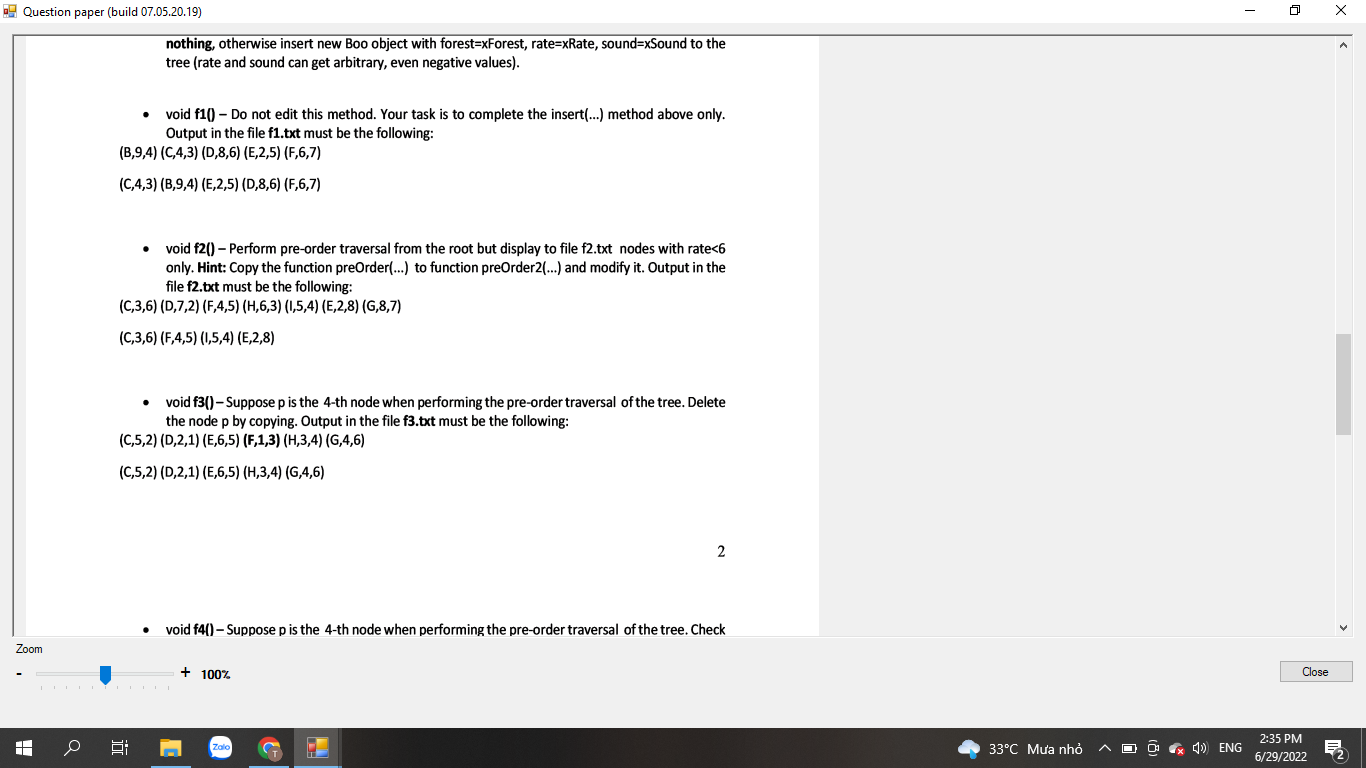 Question paper (build 07.05.20.19)
nothing, otherwise insert new Boo object with forest=xForest, rate=xRate, sound=xSound to the
tree (rate and sound can get arbitrary, even negative values).
• void f1() – Do not edit this method. Your task is to complete the insert(...) method above only.
Output in the file f1.txt must be the following:
(B,9,4) (C,4,3) (D,8,6) (E,2,5) (F,6,7)
(C,4,3) (B,9,4) (E,2,5) (D,8,6) (F,6,7)
• void f2() – Perform pre-order traversal from the root but display to file f2.txt nodes with rate<6
only. Hint: Copy the function preOrder(...) to function preOrder2(...) and modify it. Output in the
file f2.txt must be the following:
(C,3,6) (D,7,2) (F,4,5) (H,6,3) (I,5,4) (E,2,8) (G,8,7)
(C,3,6) (F,4,5) (I,5,4) (E,2,8)
• void f3() – Suppose p is the 4-th node when performing the pre-order traversal of the tree. Delete
the node p by copying. Output in the file f3.txt must be the following:
(C,5,2) (D,2,1) (E,6,5) (F,1,3) (H,3,4) (G,4,6)
(C,5,2) (D,2,1) (E,6,5) (H,3,4) (G,4,6)
2
• void f4() – Suppose p is the 4-th node when performing the pre-order traversal of the tree. Check
Zoom
- + 100%
Close
Zalo
T
33°C Mưa nhỏ
ENG
2:35 PM
6/29/2022
2